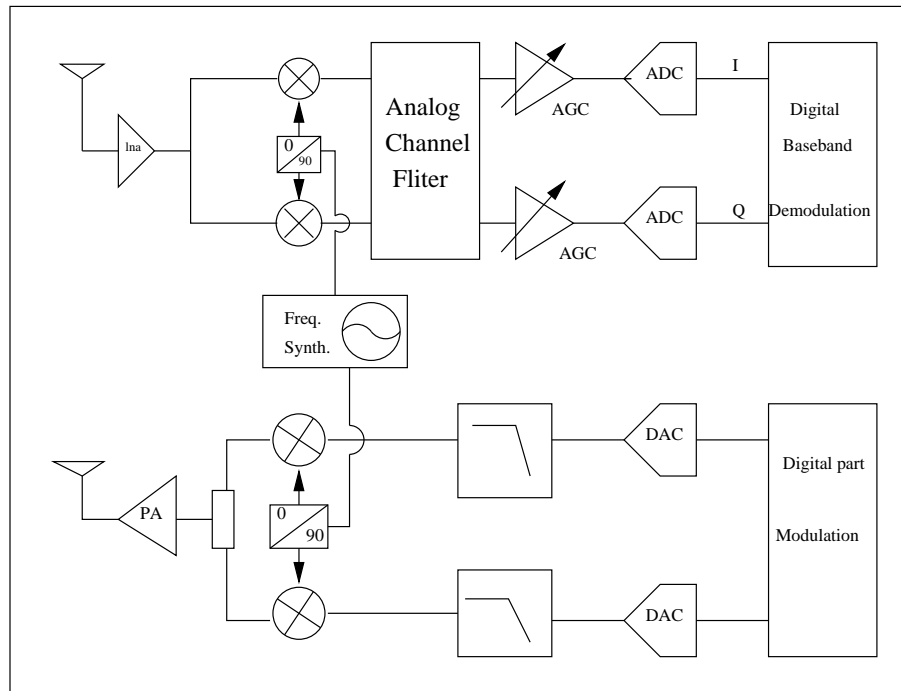 lna
0
90
Analog
Channel
Fliter
AGC
ADC
I
AGC
ADC
Q
Digital
Baseband
Demodulation
Freq.
Synth.
PA
0
90
DAC
DAC
Digital part
Modulation